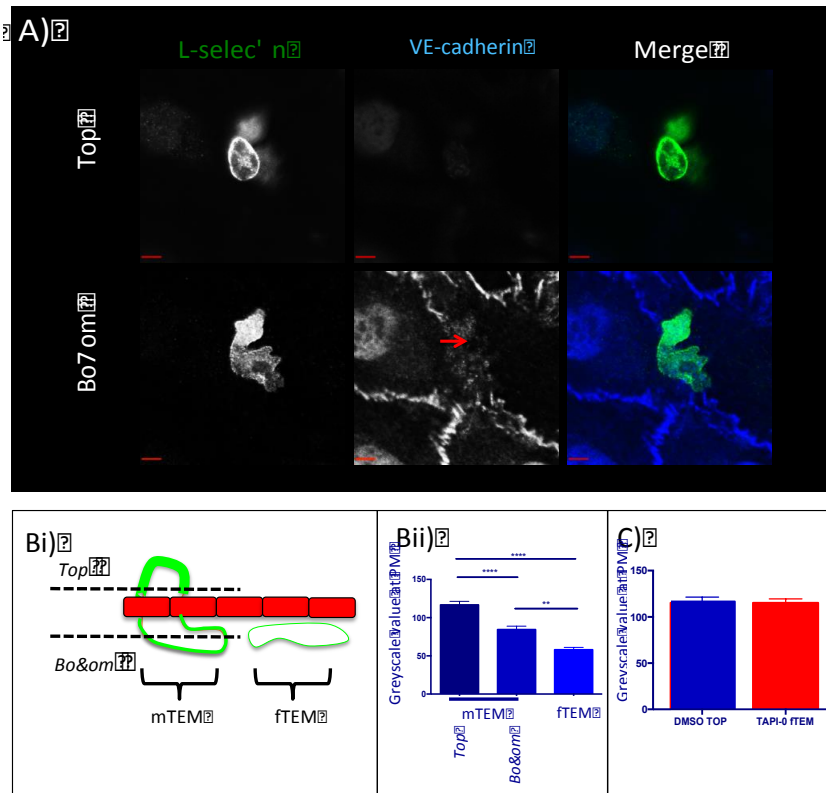 A)
L-selec' n VE-cadherin Merge
Top
Bo7om
Bi)
Top
Bo&om
mTEM fTEM
Bii)
Greyscale value at PM
****
****
**
150
100
50
0
mTEM fTEM
Top Bo&om
C)
Greyscale value at PM
150
100
50
0
DMSO TOP TAPI-0 fTEM